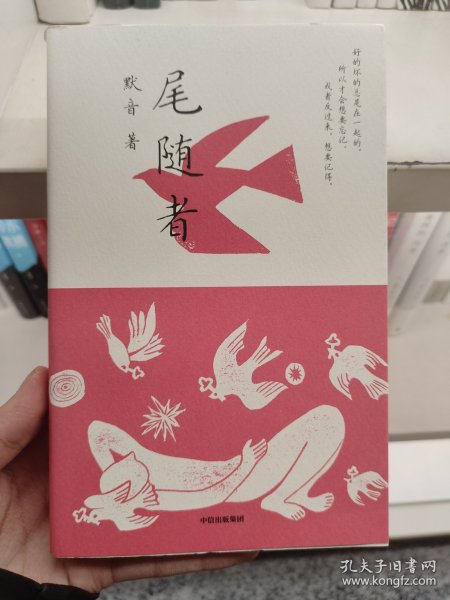 好的坏的总是在一起的，
所以才会想要忘记。
或者反过来，想要记得。
尾随者
默音 著
中信出版集团
孔夫子旧书网
www.kongfz.com